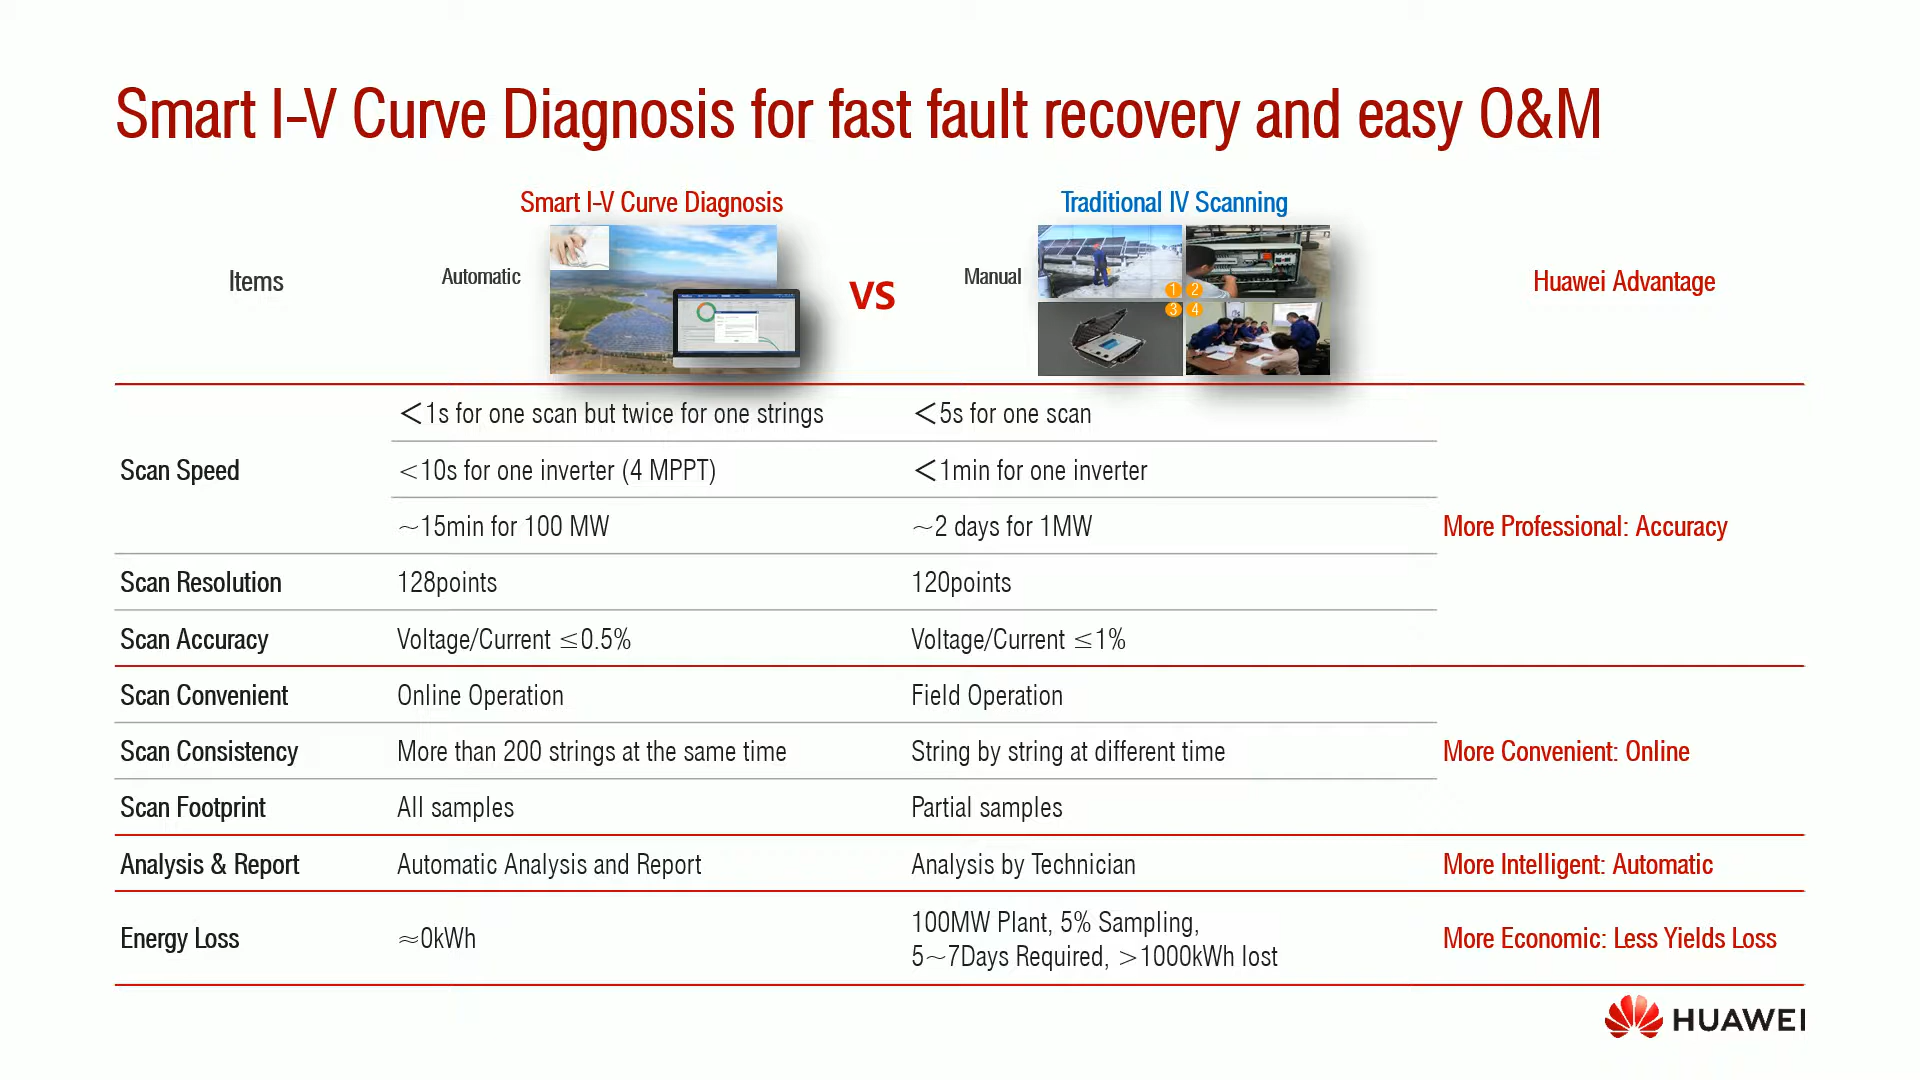 Smart I-V Curve Diagnosis for fast fault recovery and easy O&M
Smart I-V Curve Diagnosis
Traditional IV Scanning
Items
Automatic
VS
Manual
1 2
3 4
Huawei Advantage
Scan Speed
<1s for one scan but twice for one strings
<5s for one scan
<10s for one inverter (4 MPPT)
<1min for one inverter
~15min for 100 MW
~2 days for 1MW
More Professional: Accuracy
Scan Resolution
128points
120points
Scan Accuracy
Voltage/Current ≤0.5%
Voltage/Current ≤1%
Scan Convenient
Online Operation
Field Operation
Scan Consistency
More than 200 strings at the same time
String by string at different time
More Convenient: Online
Scan Footprint
All samples
Partial samples
Analysis & Report
Automatic Analysis and Report
Analysis by Technician
More Intelligent: Automatic
Energy Loss
≈0kWh
100MW Plant, 5% Sampling,
5~7Days Required, >1000kWh lost
More Economic: Less Yields Loss
HUAWEI